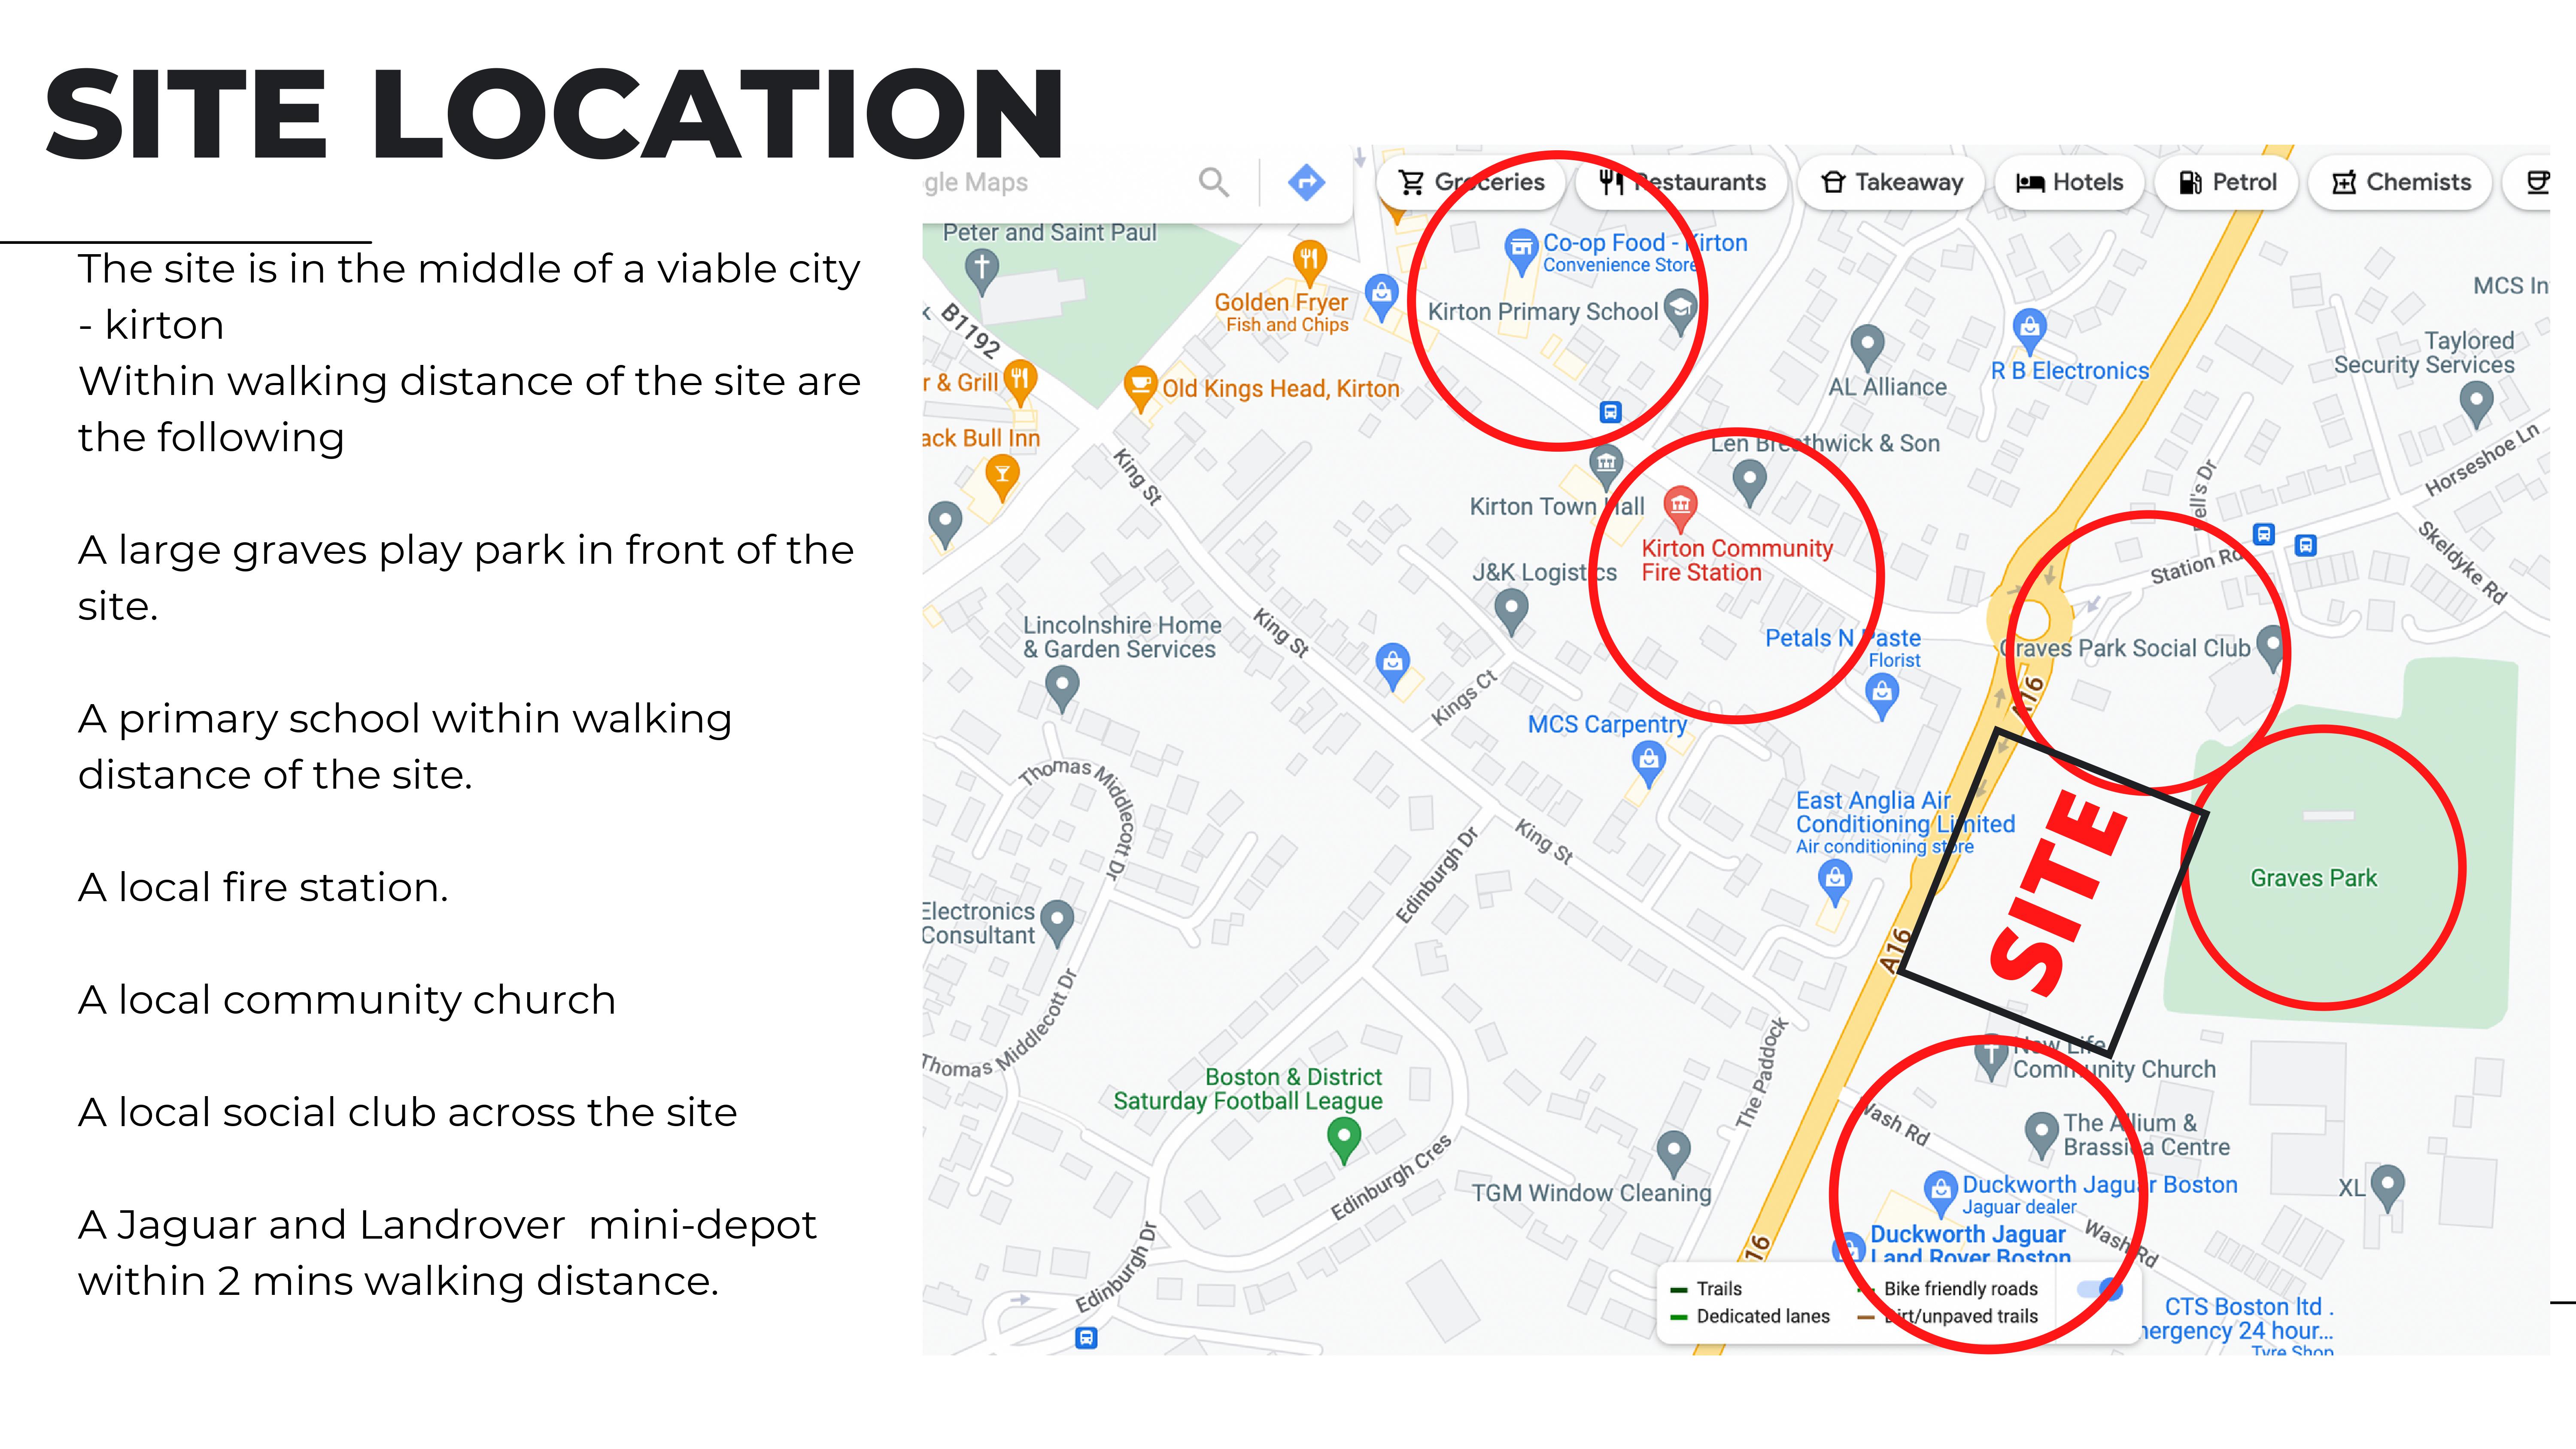 SITE LOCATION
The site is in the middle of a viable city
- kirton
Within walking distance of the site are
the following
A large graves play park in front of the
site.
A primary school within walking
distance of the site.
A local fire station.
A local community church
A local social club across the site
A Jaguar and Landrover mini-depot
within 2 mins walking distance.
gle Maps
Groceries
Restaurants
Takeaway
Hotels
Petrol
Chemists
Peter and Saint Paul
B1192
Golden Fryer
Fish and Chips
Co-op Food - Kirton
Convenience Store
Kirton Primary School
r & Grill
Old Kings Head, Kirton
ack Bull Inn
King St
AL Alliance
R B Electronics
MCS In
Taylored
Security Services
Horseshoe Ln
Skeldyke Rd
ell's Dr
Station Rd
Len Brethwick & Son
Kirton Town Hall
Kirton Community
Fire Station
J&K Logistics
Lincolnshire Home
& Garden Services
King St
Kings Ct
Petals N Paste
Florist
Graves Park Social Club
A16
MCS Carpentry
Thomas Middlecott Dr
East Anglia Air
Conditioning Limited
Air conditioning store
SITE
Graves Park
King St
Edinburgh Dr
Electronics
Consultant
A16
Thomas Middlecott Dr
The Paddock
New Life
Community Church
Boston & District
Saturday Football League
Wash Rd
The Allium &
Brassica Centre
Edinburgh Cres
TGM Window Cleaning
Duckworth Jaguar Boston
Jaguar dealer
XL
Duckworth Jaguar
Land Rover Boston
Wash Rd
16
Edinburgh Dr
Trails
Bike friendly roads
Dedicated lanes
Dirt/unpaved trails
CTS Boston ltd .
nergency 24 hour...
Tyre Shop